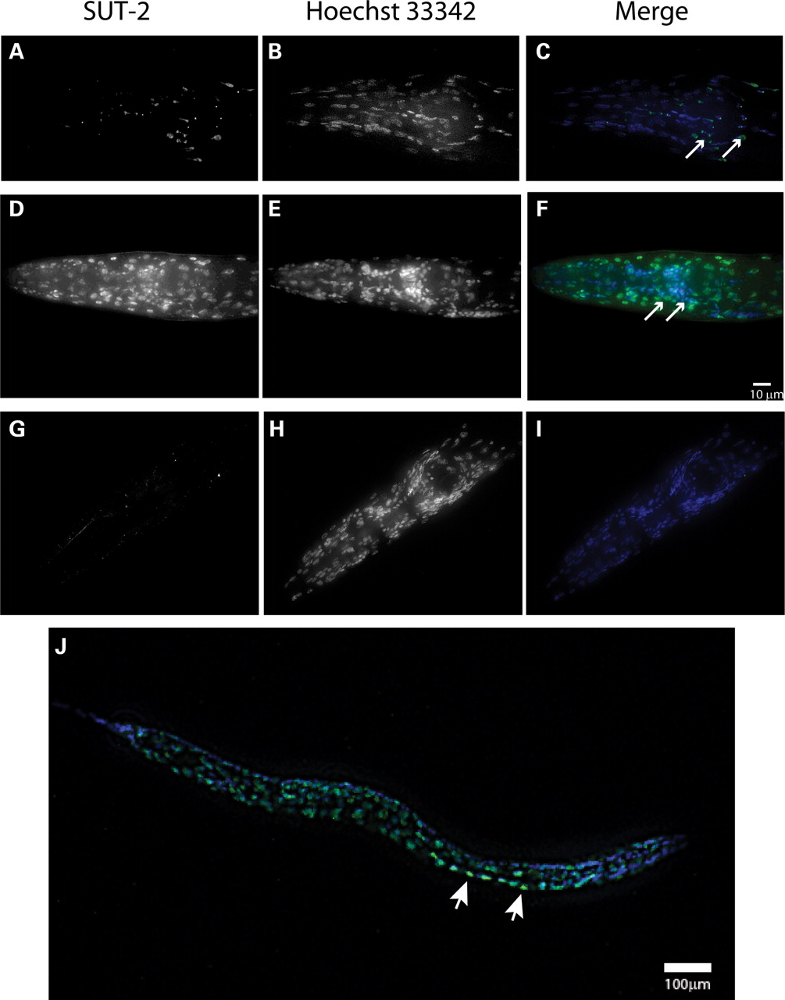 SUT-2 Hoechst 33342 Merge
A B C
D E F
10 µm
G H I
J
100µm